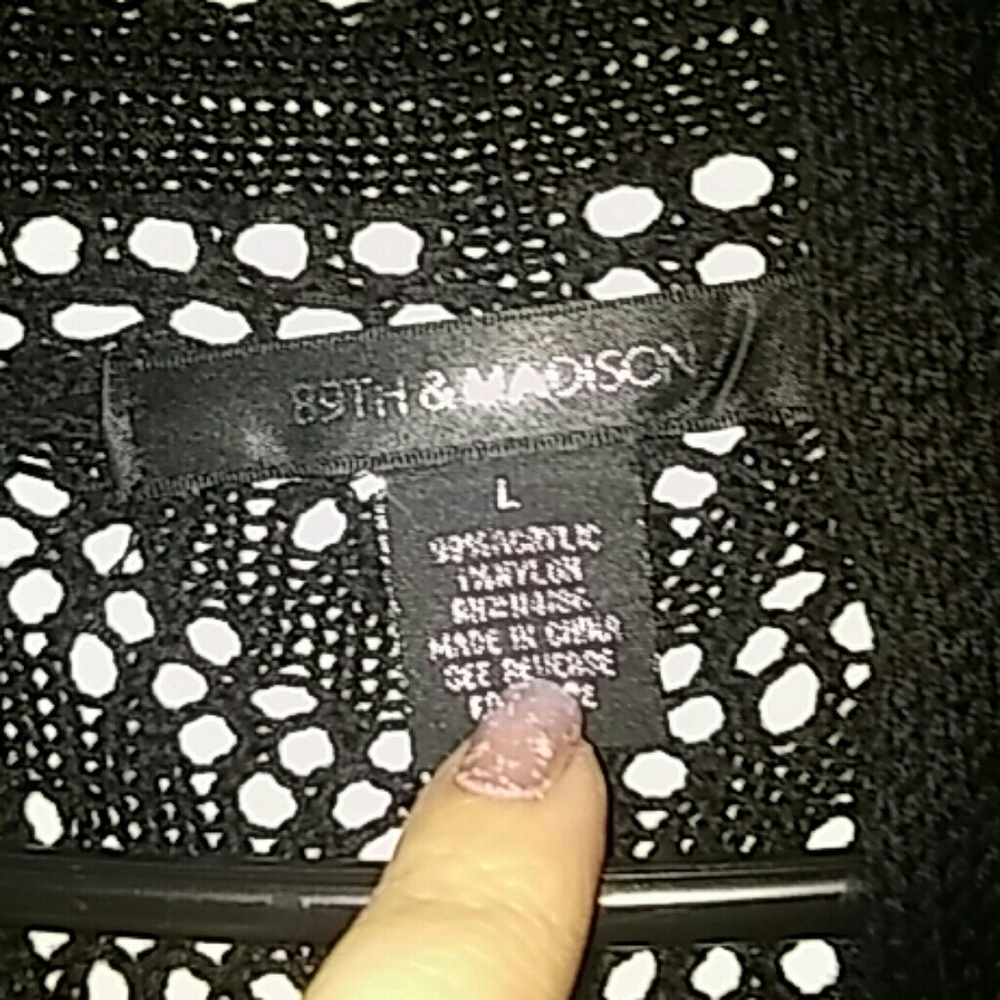 89TH & MADISON
L
99% ACRYLIC
1% NYLON
MADE IN CHINA
SEE REVERSE